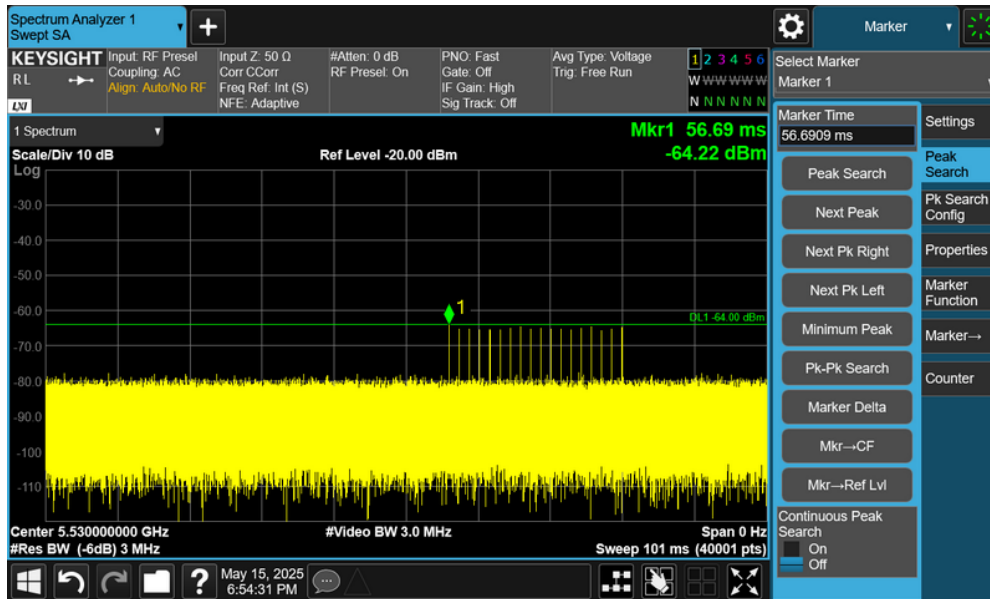 Spectrum Analyzer 1
Swept SA
Marker
KEYSIGHT
R L
LXI
Input: RF Presel
Coupling: AC
Align: Auto/No RF
Input Z: 50 Ω
Corr CCorr
Freq Ref: Int (S)
NFE: Adaptive
#Atten: 0 dB
RF Presel: On
PNO: Fast
Gate: Off
IF Gain: High
Sig Track: Off
Avg Type: Voltage
Trig: Free Run
1 2 3 4 5 6
W W W W W W
N N N N N N
Select Marker
Marker 1
1 Spectrum
Scale/Div 10 dB
Ref Level -20.00 dBm
Mkr1 56.69 ms
-64.22 dBm
Log
-30.0
-40.0
-50.0
-60.0
-70.0
-80.0
-90.0
-100
-110
1
DL1 -64.00 dBm
Center 5.530000000 GHz
#Res BW (-6dB) 3 MHz
#Video BW 3.0 MHz
Span 0 Hz
Sweep 101 ms (40001 pts)
Marker Time
56.6909 ms
Peak Search
Next Peak
Next Pk Right
Next Pk Left
Minimum Peak
Pk-Pk Search
Marker Delta
Mkr→CF
Mkr→Ref Lvl
Continuous Peak
Search
On
Off
Settings
Peak
Search
Pk Search
Config
Properties
Marker
Function
Marker→
Counter
?
May 15, 2025
6:54:31 PM